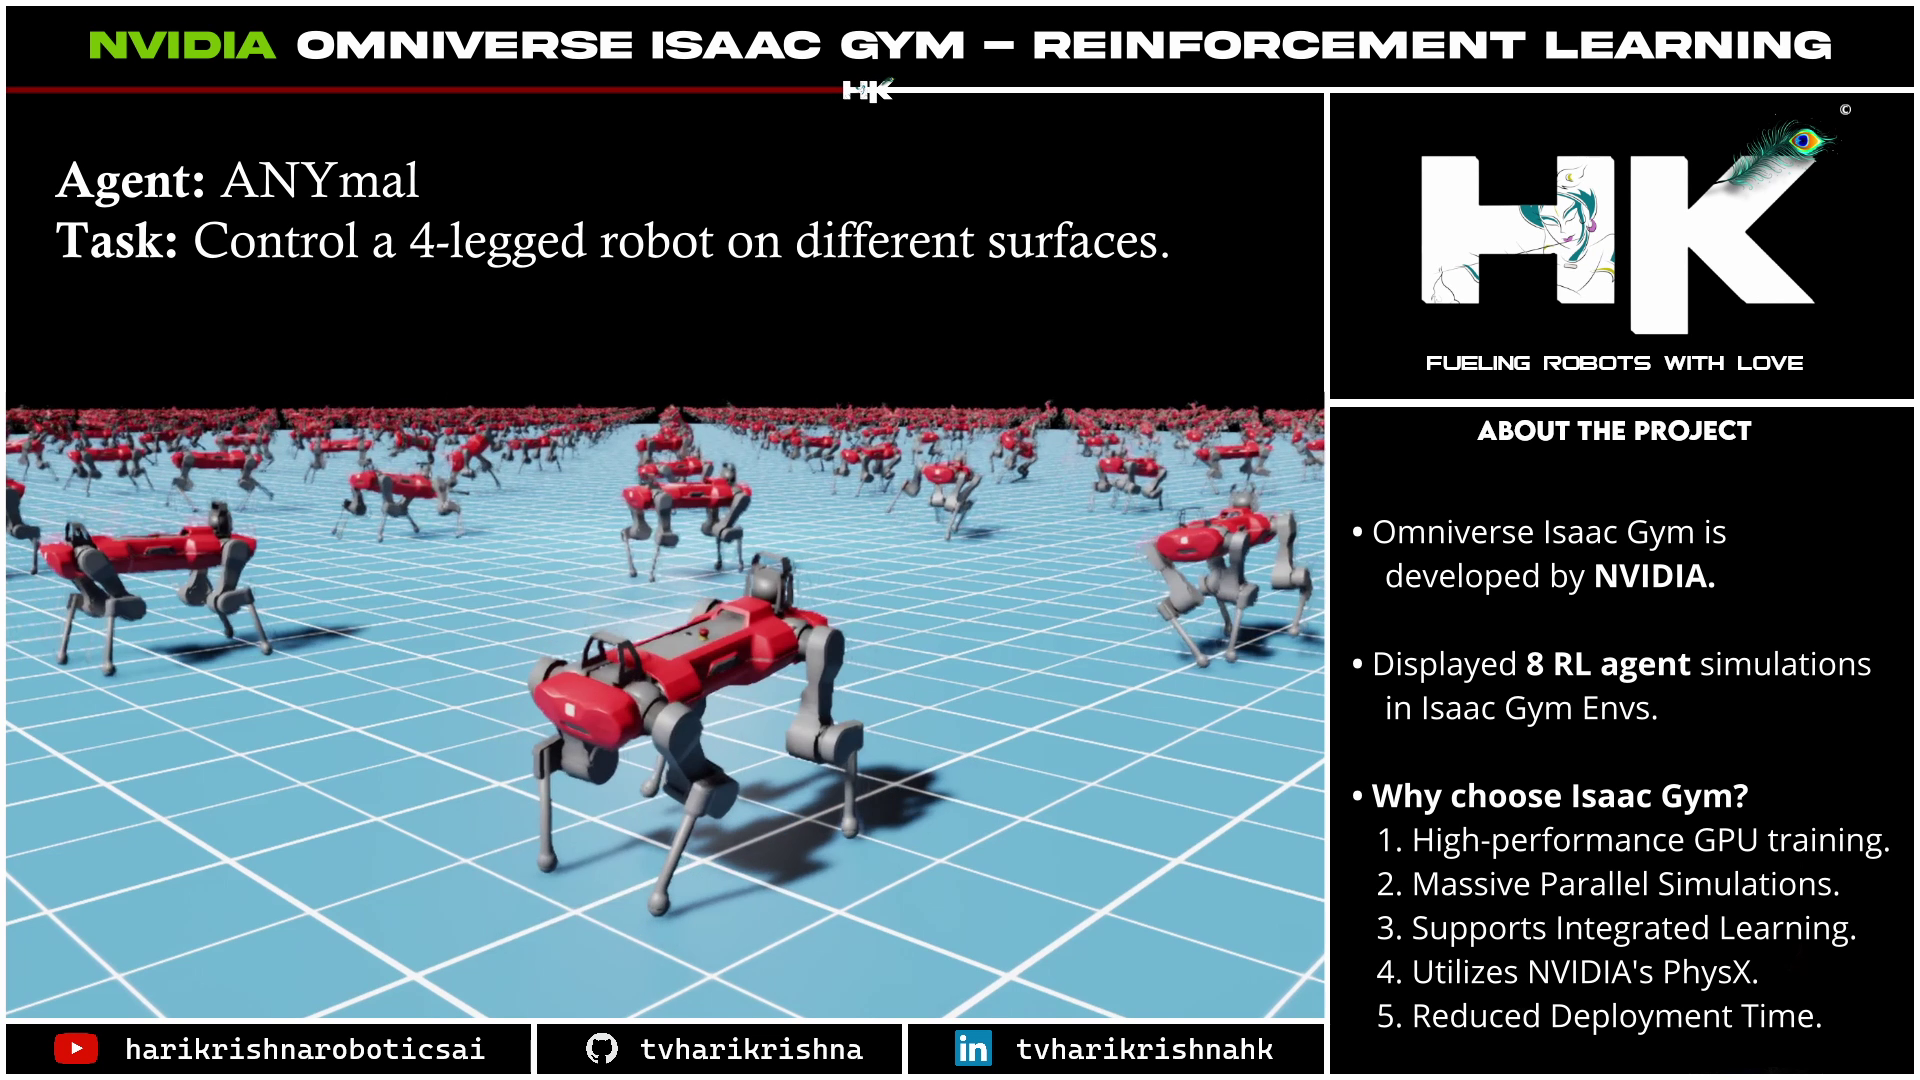 NVIDIA OMNIVERSE ISAAC GYM – REINFORCEMENT LEARNING
HK
Agent: ANYmal
Task: Control a 4-legged robot on different surfaces.
©
HK
FUELING ROBOTS WITH LOVE
ABOUT THE PROJECT
• Omniverse Isaac Gym is
developed by NVIDIA.
• Displayed 8 RL agent simulations
in Isaac Gym Envs.
• Why choose Isaac Gym?
1. High-performance GPU training.
2. Massive Parallel Simulations.
3. Supports Integrated Learning.
4. Utilizes NVIDIA's PhysX.
5. Reduced Deployment Time.
harikrishnaroboticsai
tvharikrishna
in tvharikrishnahk